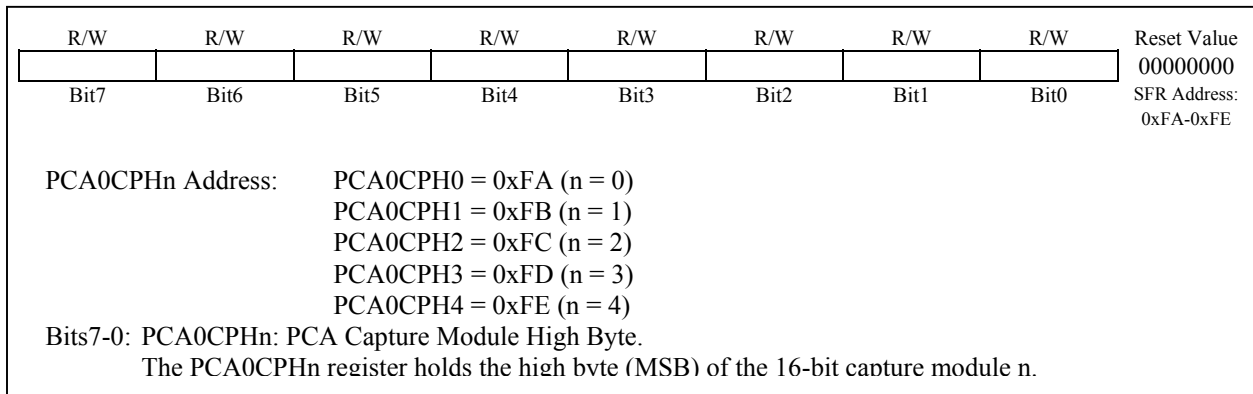 R/W R/W R/W R/W R/W R/W R/W R/W Reset Value
00000000
Bit7 Bit6 Bit5 Bit4 Bit3 Bit2 Bit1 Bit0 SFR Address:
0xFA-0xFE
PCA0CPHn Address: PCA0CPH0 = 0xFA (n = 0)
PCA0CPH1 = 0xFB (n = 1)
PCA0CPH2 = 0xFC (n = 2)
PCA0CPH3 = 0xFD (n = 3)
PCA0CPH4 = 0xFE (n = 4)
Bits7-0: PCA0CPHn: PCA Capture Module High Byte.
The PCA0CPHn register holds the high byte (MSB) of the 16-bit capture module n.